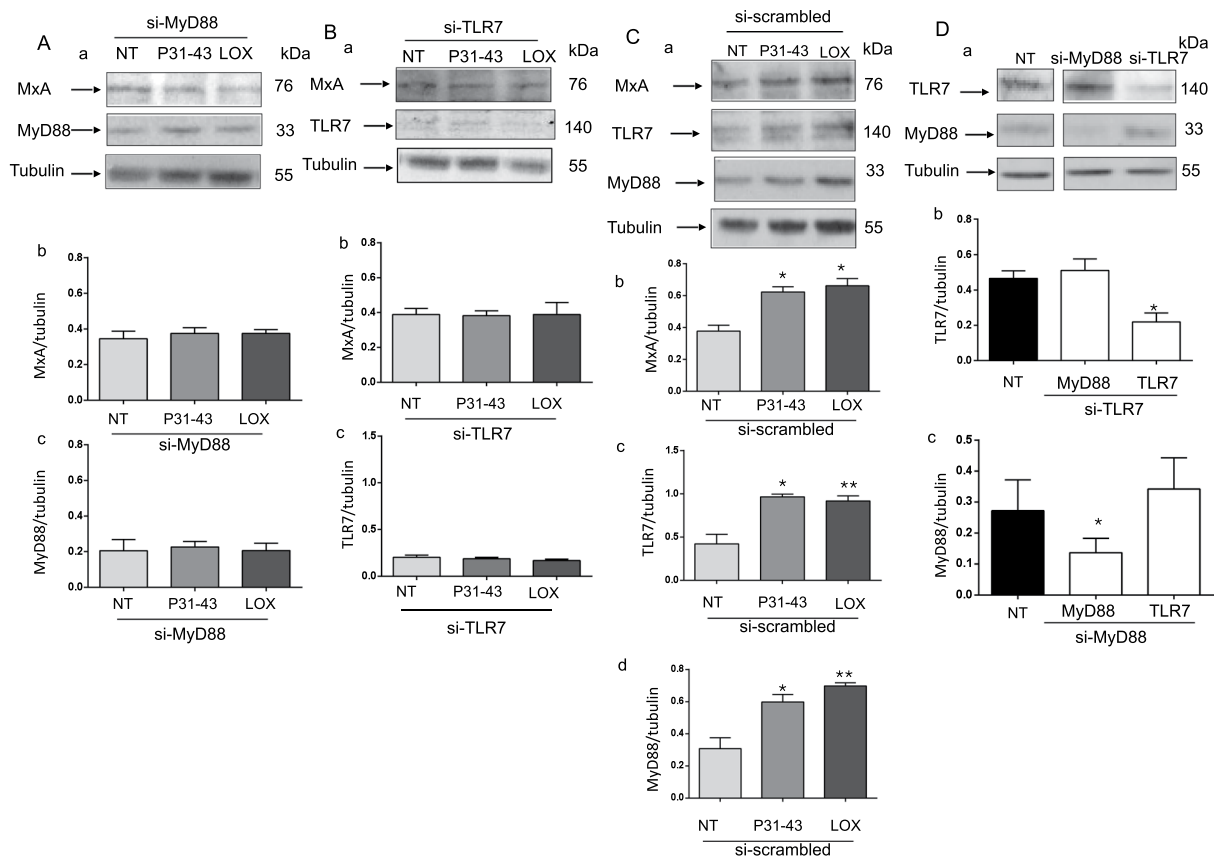 A
a
si-MyD88
NT P31-43 LOX kDa
MxA 76
MyD88 33
Tubulin 55
b
MxA/tubulin
0.8
0.6
0.4
0.2
0.0
NT P31-43 LOX
si-MyD88
c
MyD88/tubulin
0.8
0.6
0.4
0.2
0.0
NT P31-43 LOX
si-MyD88
B
a
si-TLR7
NT P31-43 LOX kDa
MxA 76
TLR7 140
Tubulin 55
b
MxA/tubulin
0.8
0.6
0.4
0.2
0.0
NT P31-43 LOX
si-TLR7
c
TLR7/tubulin
1.5
1.0
0.5
0.0
NT P31-43 LOX
si-TLR7
C
a
si-scrambled
NT P31-43 LOX kDa
MxA 76
TLR7 140
MyD88 33
Tubulin 55
b
MxA/tubulin
0.8
0.6
0.4
0.2
0.0
* *
NT P31-43 LOX
si-scrambled
c
TLR7/tubulin
1.5
1.0
0.5
0.0
* **
NT P31-43 LOX
si-scrambled
d
MyD88/tubulin
0.8
0.6
0.4
0.2
0.0
* **
NT P31-43 LOX
si-scrambled
D
a
NT si-MyD88 si-TLR7 kDa
TLR7 140
MyD88 33
Tubulin 55
b
TLR7/tubulin
0.8
0.6
0.4
0.2
0.0
*
NT MyD88 TLR7
si-TLR7
c
MyD88/tubulin
0.5
0.4
0.3
0.2
0.1
0.0
*
NT MyD88 TLR7
si-MyD88